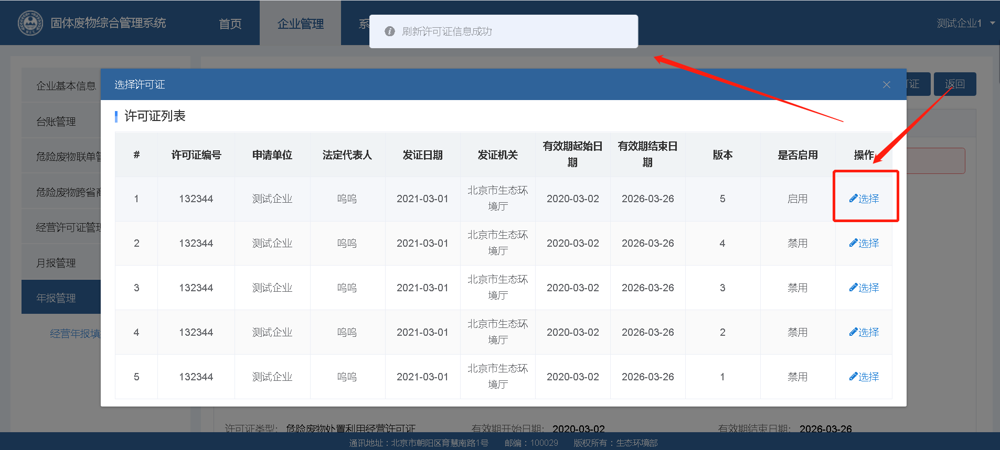 固体废物综合管理系统
首页
企业管理
系
刷新许可证信息成功
测试企业1
企业基本信息
台账管理
危险废物联单管
危险废物跨省商
经营许可证管理
月报管理
年报管理
经营年报填
可证
返回
选择许可证
许可证列表
# 许可证编号 申请单位 法定代表人 发证日期 发证机关 有效期起始日期 有效期结束日期 版本 是否启用 操作
1 132344 测试企业 呜呜 2021-03-01 北京市生态环境厅 2020-03-02 2026-03-26 5 启用 选择
2 132344 测试企业 呜呜 2021-03-01 北京市生态环境厅 2020-03-02 2026-03-26 4 禁用 选择
3 132344 测试企业 呜呜 2021-03-01 北京市生态环境厅 2020-03-02 2026-03-26 3 禁用 选择
4 132344 测试企业 呜呜 2021-03-01 北京市生态环境厅 2020-03-02 2026-03-26 2 禁用 选择
5 132344 测试企业 呜呜 2021-03-01 北京市生态环境厅 2020-03-02 2026-03-26 1 禁用 选择
许可证类型: 危险废物处置利用经营许可证 有效期开始日期: 2020-03-02 有效期结束日期: 2026-03-26
通讯地址：北京市朝阳区育慧南路1号 邮编：100029 版权所有：生态环境部